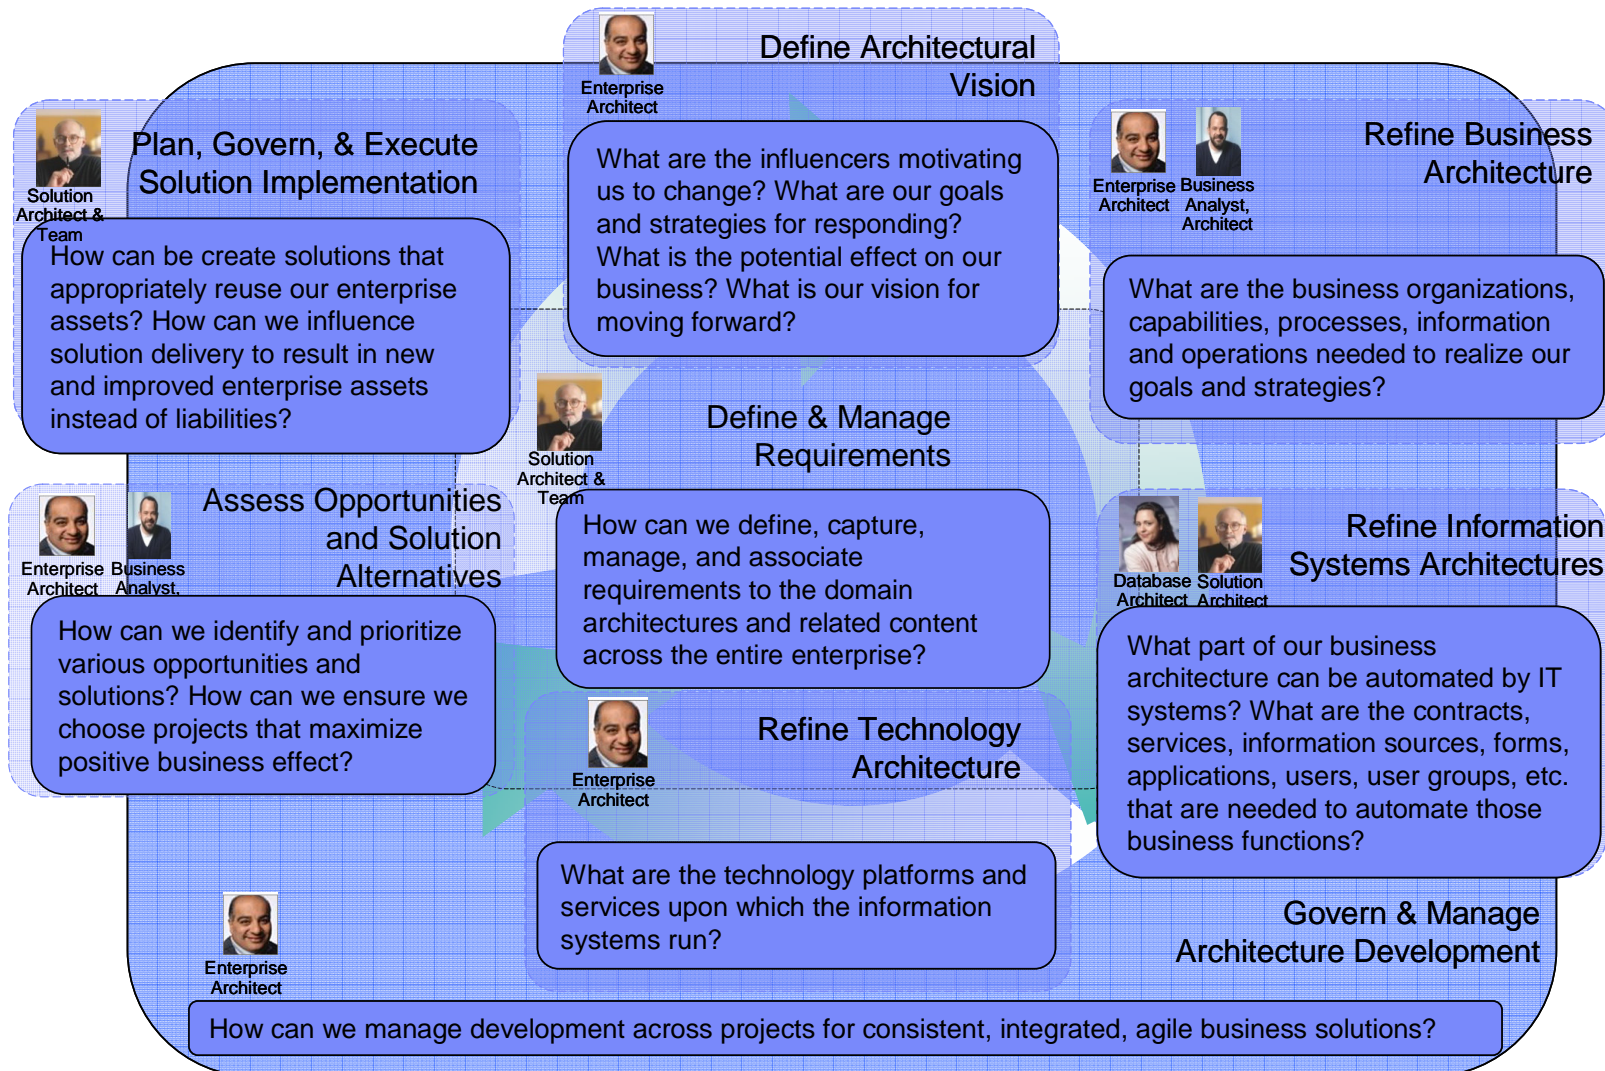 Enterprise
Architect
Define Architectural
Vision
What are the influencers motivating
us to change? What are our goals
and strategies for responding?
What is the potential effect on our
business? What is our vision for
moving forward?
Solution
Architect &
Team
Plan, Govern, & Execute
Solution Implementation
How can be create solutions that
appropriately reuse our enterprise
assets? How can we influence
solution delivery to result in new
and improved enterprise assets
instead of liabilities?
Enterprise
Architect
Business
Analyst,
Architect
Refine Business
Architecture
What are the business organizations,
capabilities, processes, information
and operations needed to realize our
goals and strategies?
Solution
Architect &
Team
Define & Manage
Requirements
How can we define, capture,
manage, and associate
requirements to the domain
architectures and related content
across the entire enterprise?
Enterprise
Architect
Business
Analyst,
Assess Opportunities
and Solution
Alternatives
How can we identify and prioritize
various opportunities and
solutions? How can we ensure we
choose projects that maximize
positive business effect?
Database
Architect
Solution
Architect
Refine Information
Systems Architectures
What part of our business
architecture can be automated by IT
systems? What are the contracts,
services, information sources, forms,
applications, users, user groups, etc.
that are needed to automate those
business functions?
Enterprise
Architect
Refine Technology
Architecture
What are the technology platforms and
services upon which the information
systems run?
Enterprise
Architect
Govern & Manage
Architecture Development
How can we manage development across projects for consistent, integrated, agile business solutions?